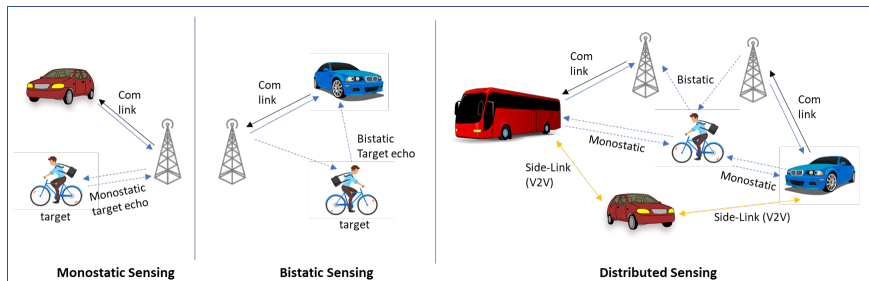 Com
link
Monostatic
target echo
target
Monostatic Sensing
Com
link
Bistatic
Target echo
target
Bistatic Sensing
Com
link
Bistatic
Com
link
Monostatic
Monostatic
Side-Link
(V2V)
Side-Link (V2V)
Distributed Sensing